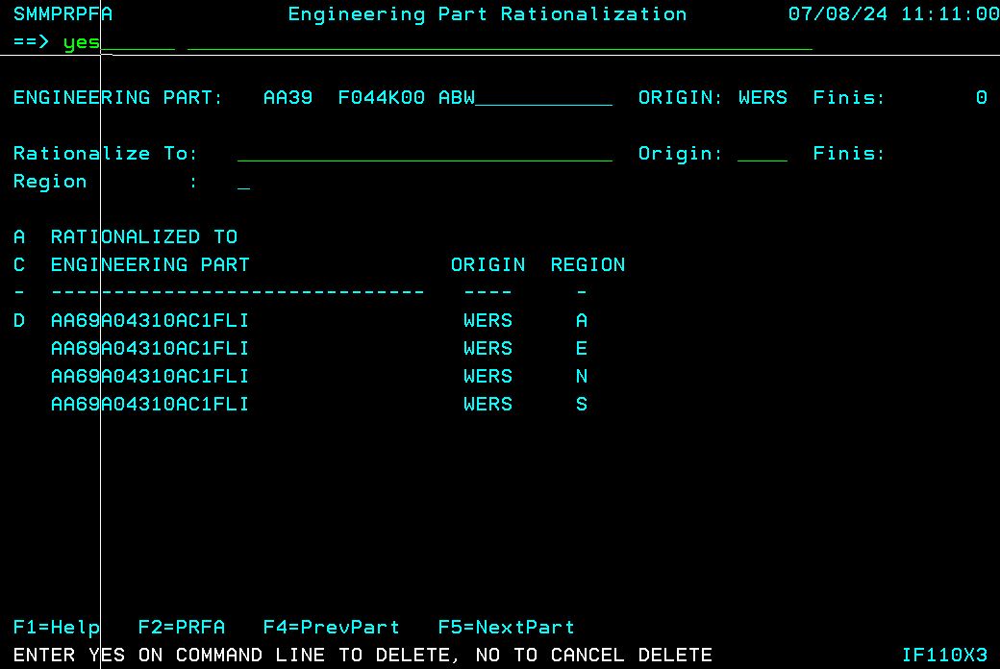 SMMPRPFA Engineering Part Rationalization 07/08/24 11:11:00
==> yes______ __________________________________________________
ENGINEERING PART: AA39 F044K00 ABW___________ ORIGIN: WERS Finis: 0
Rationalize To: ______________________________ Origin: ____ Finis:
Region : _
A RATIONALIZED TO
C ENGINEERING PART ORIGIN REGION
- ------------------------------ ---- -
D AA69A04310AC1FLI WERS A
AA69A04310AC1FLI WERS E
AA69A04310AC1FLI WERS N
AA69A04310AC1FLI WERS S
F1=Help F2=PRFA F4=PrevPart F5=NextPart
ENTER YES ON COMMAND LINE TO DELETE, NO TO CANCEL DELETE IF110X3